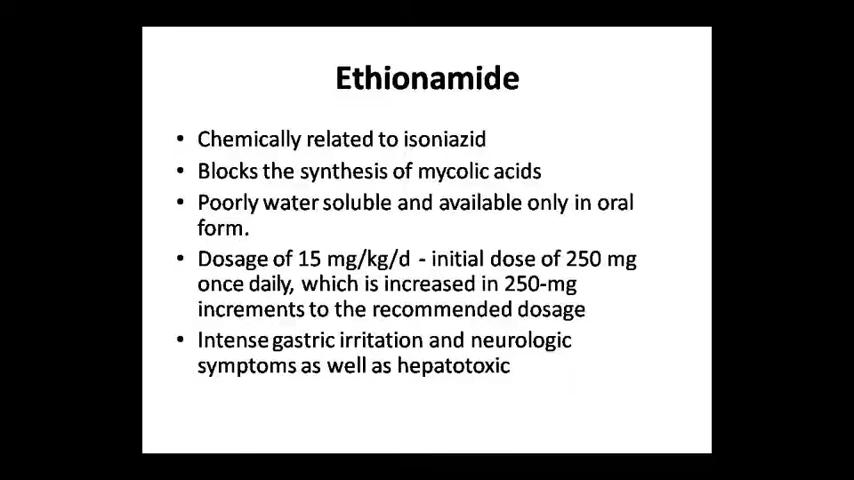 Ethionamide
• Chemically related to isoniazid
• Blocks the synthesis of mycolic acids
• Poorly water soluble and available only in oral
form.
• Dosage of 15 mg/kg/d - initial dose of 250 mg
once daily, which is increased in 250-mg
increments to the recommended dosage
• Intense gastric irritation and neurologic
symptoms as well as hepatotoxic